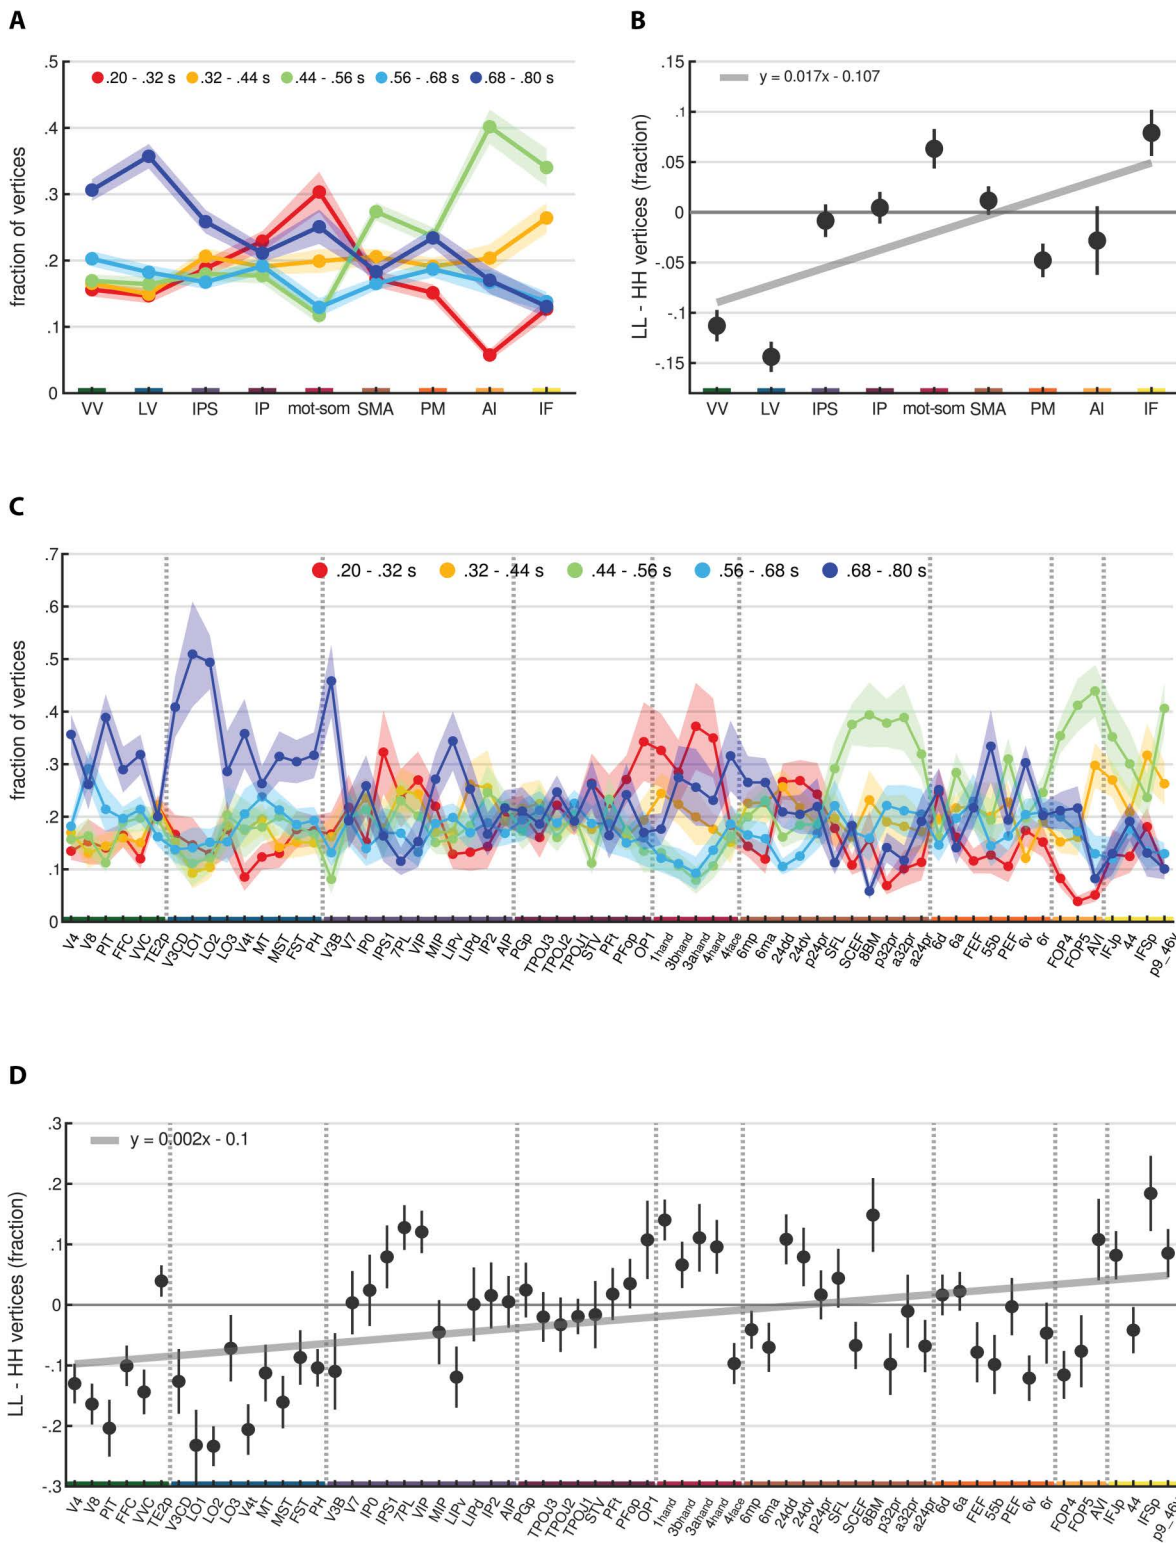 A
.5
.20 - .32 s .32 - .44 s .44 - .56 s .56 - .68 s .68 - .80 s
.4
.3
.2
.1
0
fraction of vertices
VV LV IPS IP mot-som SMA PM AI IF
B
.15
y = 0.017x - 0.107
.1
.05
0
-.05
-.1
-.15
LL - HH vertices (fraction)
VV LV IPS IP mot-som SMA PM AI IF
C
.7
.20 - .32 s .32 - .44 s .44 - .56 s .56 - .68 s .68 - .80 s
.6
.5
.4
.3
.2
.1
0
fraction of vertices
V4 V8 PIT FFC VVC TE2p V3CD LO1 LO2 LO3 V4t MT MST FST PH V3B V7 IP0 IPS1 7PL VIP MIP LIPv LIPd IP2 AIP PGp TPOJ3 TPOJ2 TPOJ1 STV PFt PFop OP1 1hand 3bhand 3ahand 4hand 4face 6mp 6ma 24dd 24dv p24pr SFL SCEF 8BM p32pr a32pr a24pr 6d 6a FEF 55b PEF 6v 6r FOP4 FOP5 AVI IFJp 44 IFSp p9_46v
D
.3
y = 0.002x - 0.1
.2
.1
0
-.1
-.2
-.3
LL - HH vertices (fraction)
V4 V8 PIT FFC VVC TE2p V3CD LO1 LO2 LO3 V4t MT MST FST PH V3B V7 IP0 IPS1 7PL VIP MIP LIPv LIPd IP2 AIP PGp TPOJ3 TPOJ2 TPOJ1 STV PFt PFop OP1 1hand 3bhand 3ahand 4hand 4face 6mp 6ma 24dd 24dv p24pr SFL SCEF 8BM p32pr a32pr a24pr 6d 6a FEF 55b PEF 6v 6r FOP4 FOP5 AVI IFJp 44 IFSp